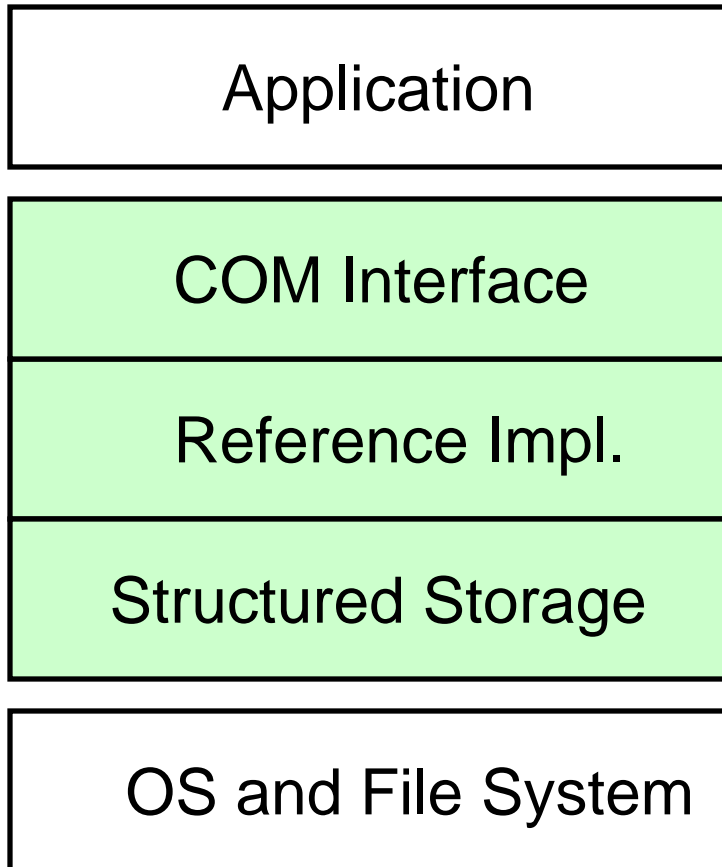 Application
COM Interface
Reference Impl.
Structured Storage
OS and File System